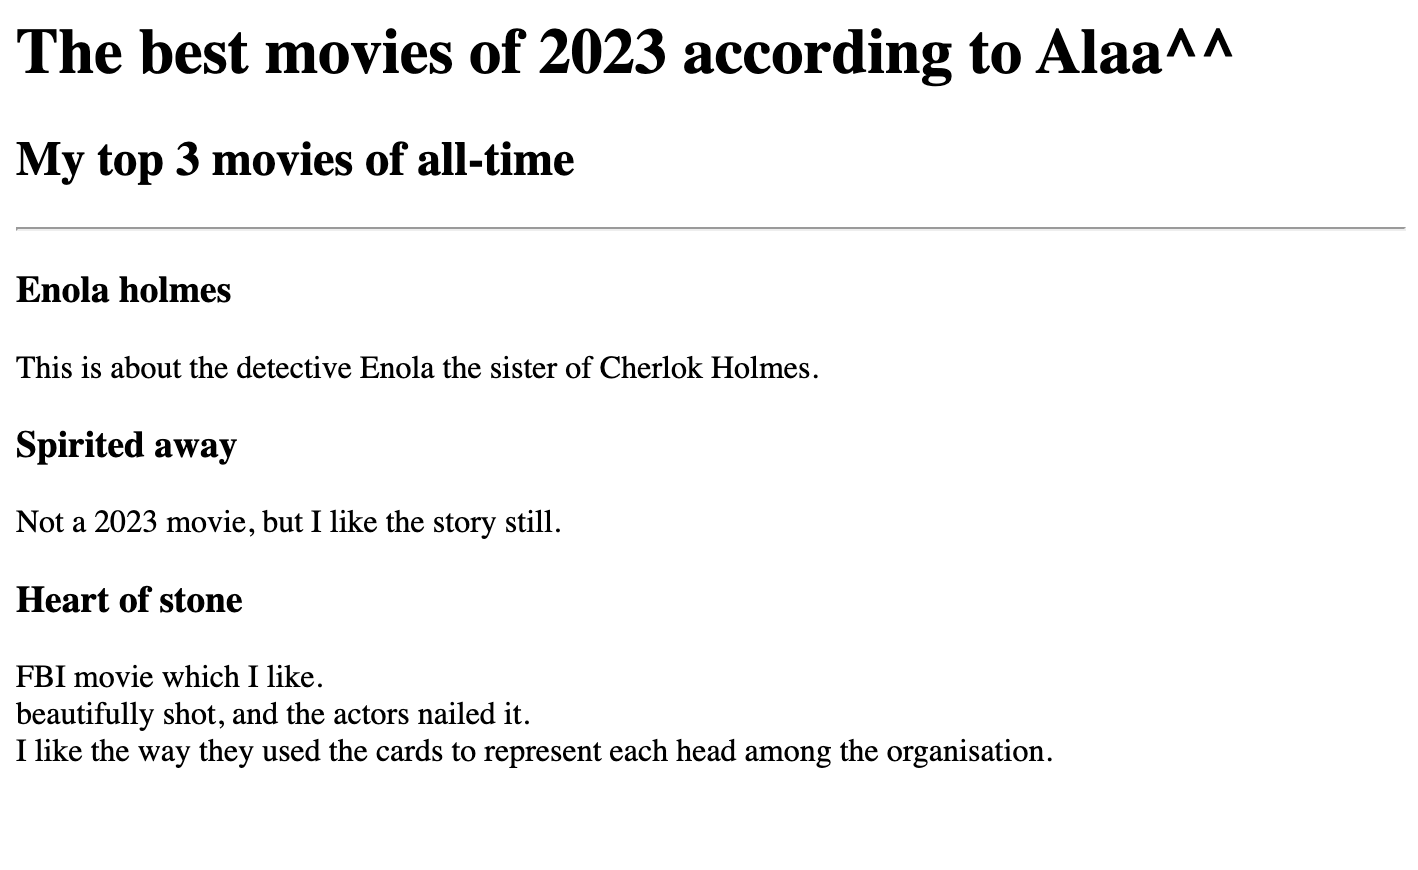 The best movies of 2023 according to Alaa^^
My top 3 movies of all-time
Enola holmes
This is about the detective Enola the sister of Cherlok Holmes.
Spirited away
Not a 2023 movie, but I like the story still.
Heart of stone
FBI movie which I like.
beautifully shot, and the actors nailed it.
I like the way they used the cards to represent each head among the organisation.